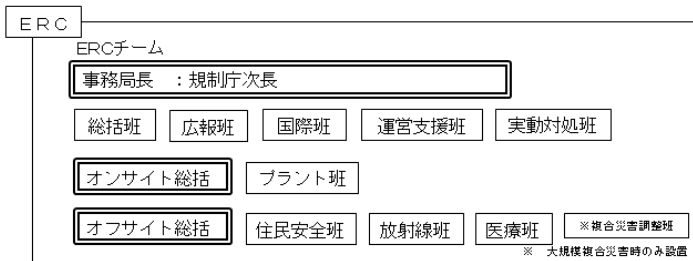 ERC
ERCチーム
事務局長　：規制庁次長
総括班　広報班　国際班　運営支援班　実動対処班
オンサイト総括　プラント班
オフサイト総括　住民安全班　放射線班　医療班　※複合災害調整班
※　大規模複合災害時のみ設置